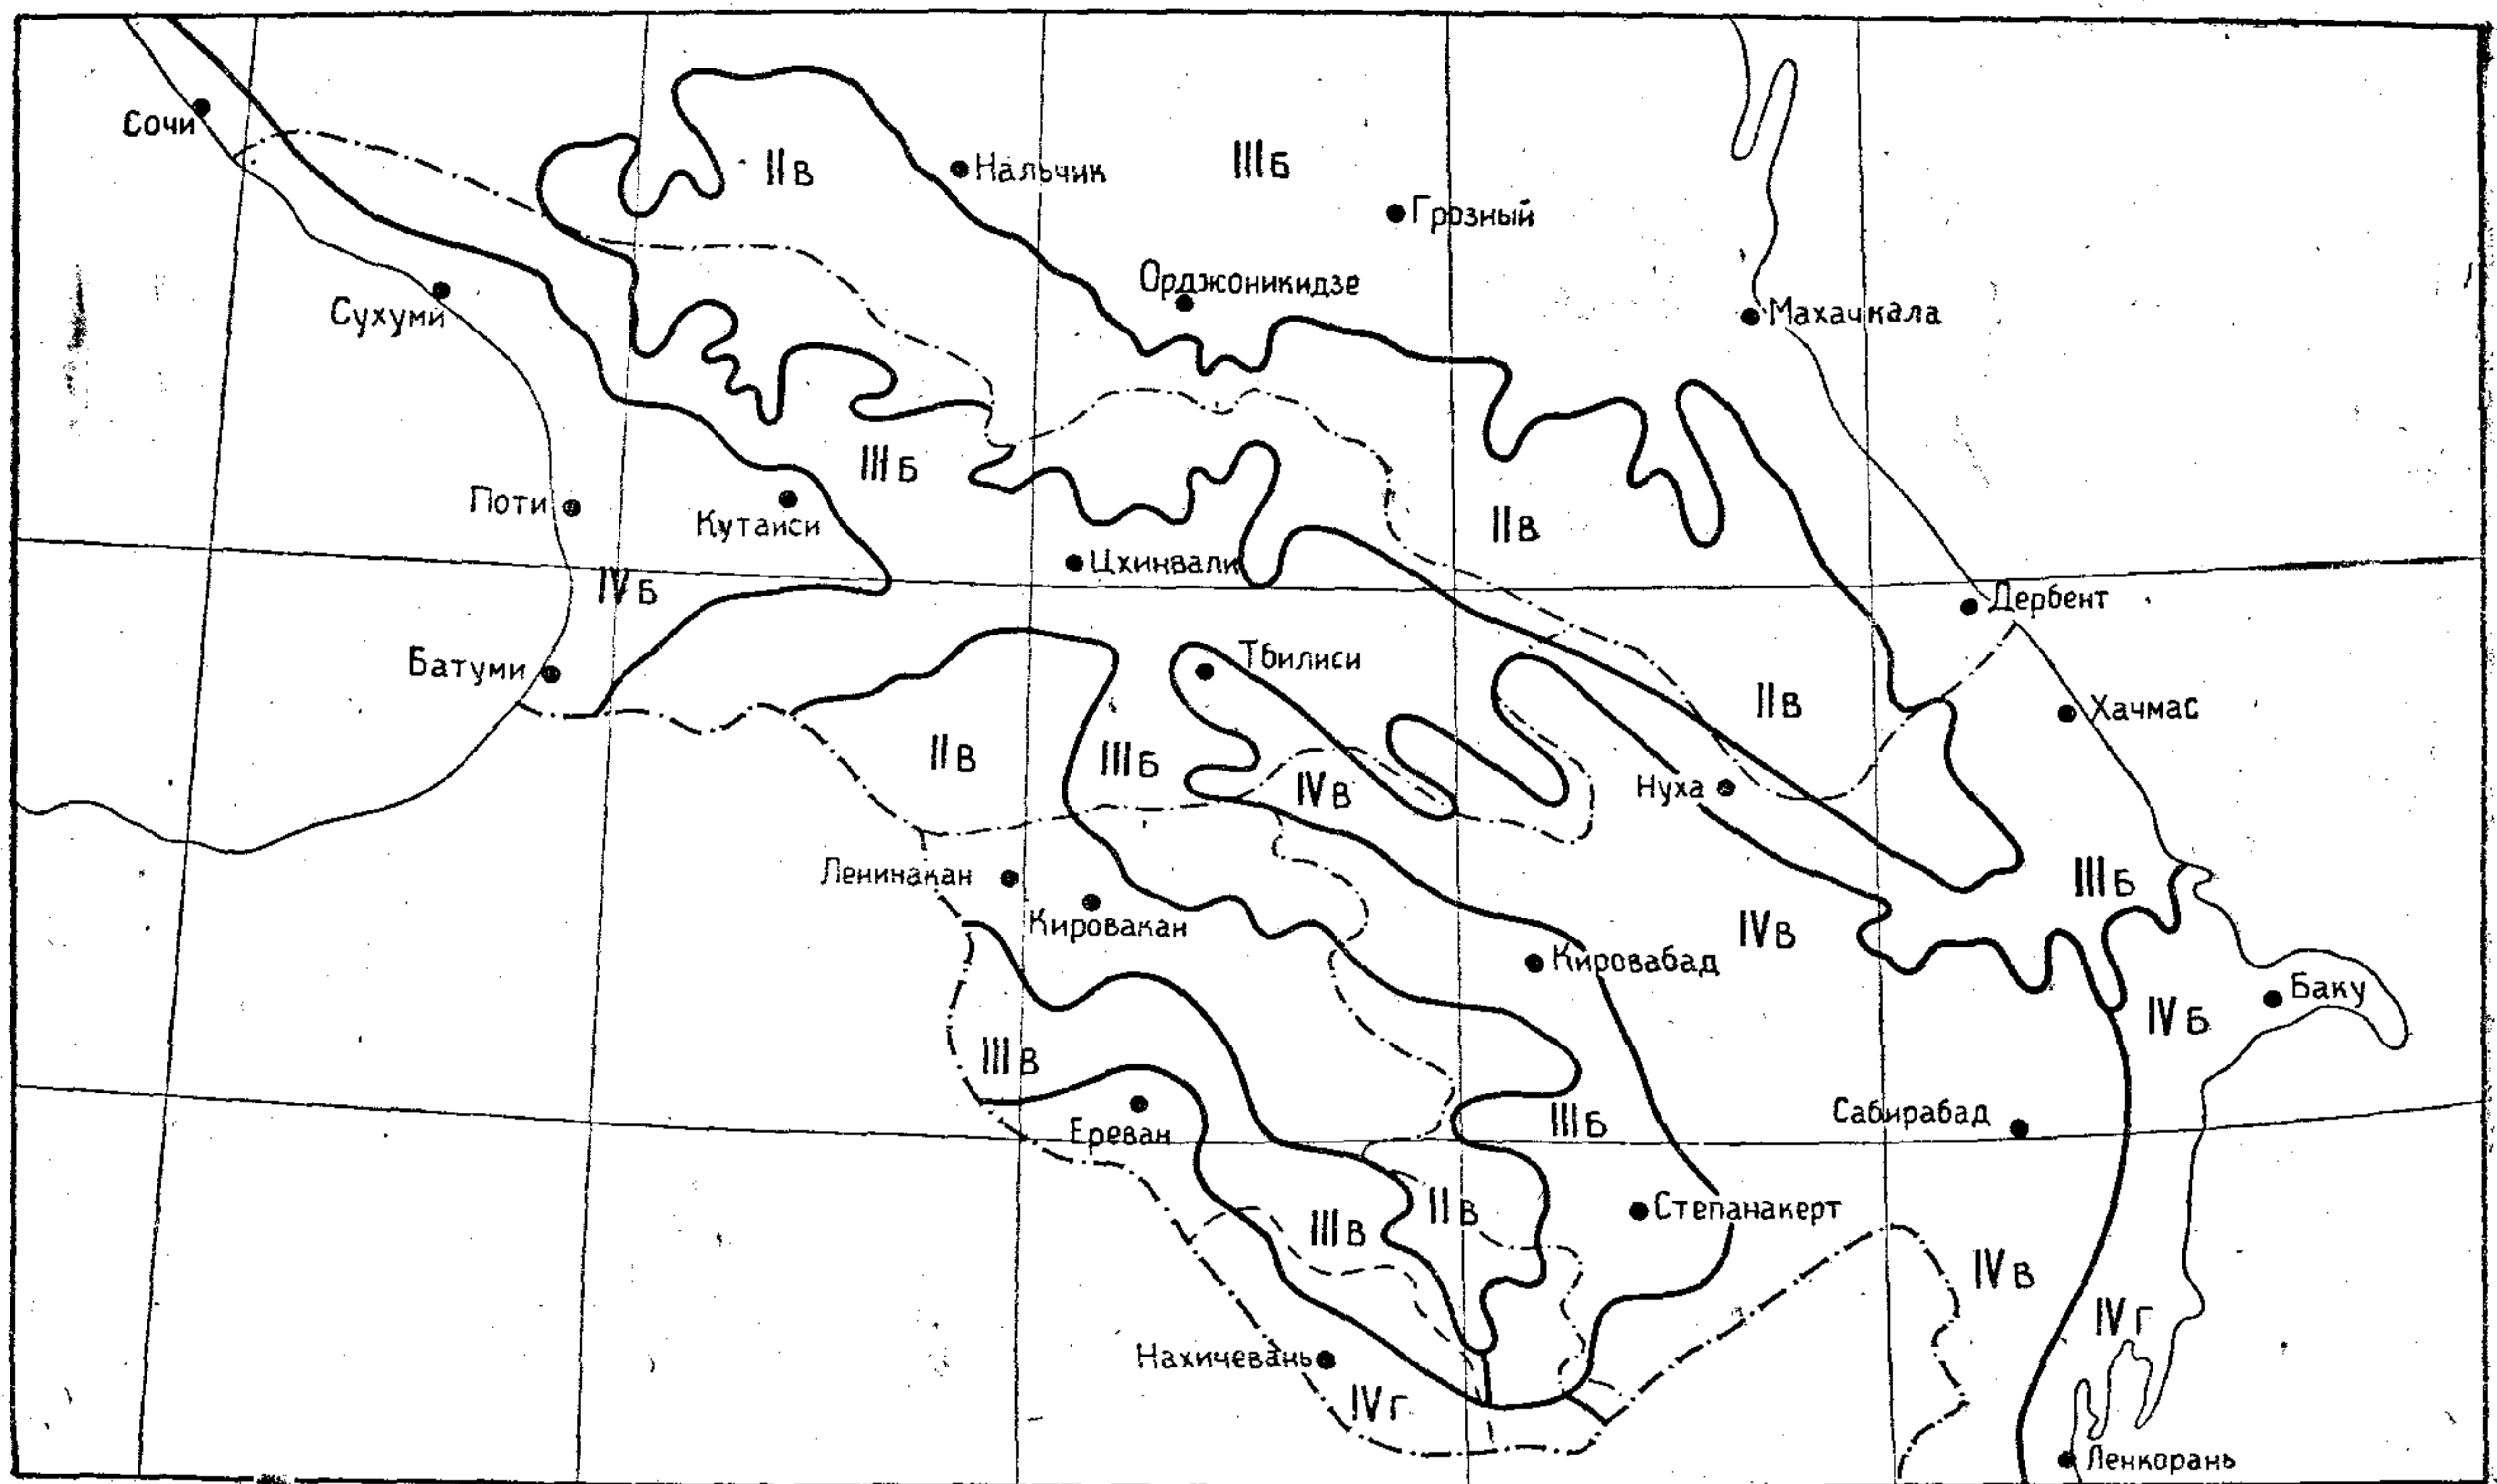 Сочи
IIв
Нальчик
IIIБ
Грозный
Орджоникидзе
Сухуми
Махачкала
IIIБ
Поти
Кутаиси
IIв
Цхинвали
IVБ
Дербент
Батуми
Тбилиси
IIв
Хачмас
IIв
IIIБ
IVв
Нуха
Ленинакан
IIIБ
Кировакан
IVв
Кировабад
Баку
IVБ
IIIв
Ереван
IIIБ
Сабирабад
IIIв
IIв
Степанакерт
IVв
IVг
Нахичевань
IVг
Ленкорань